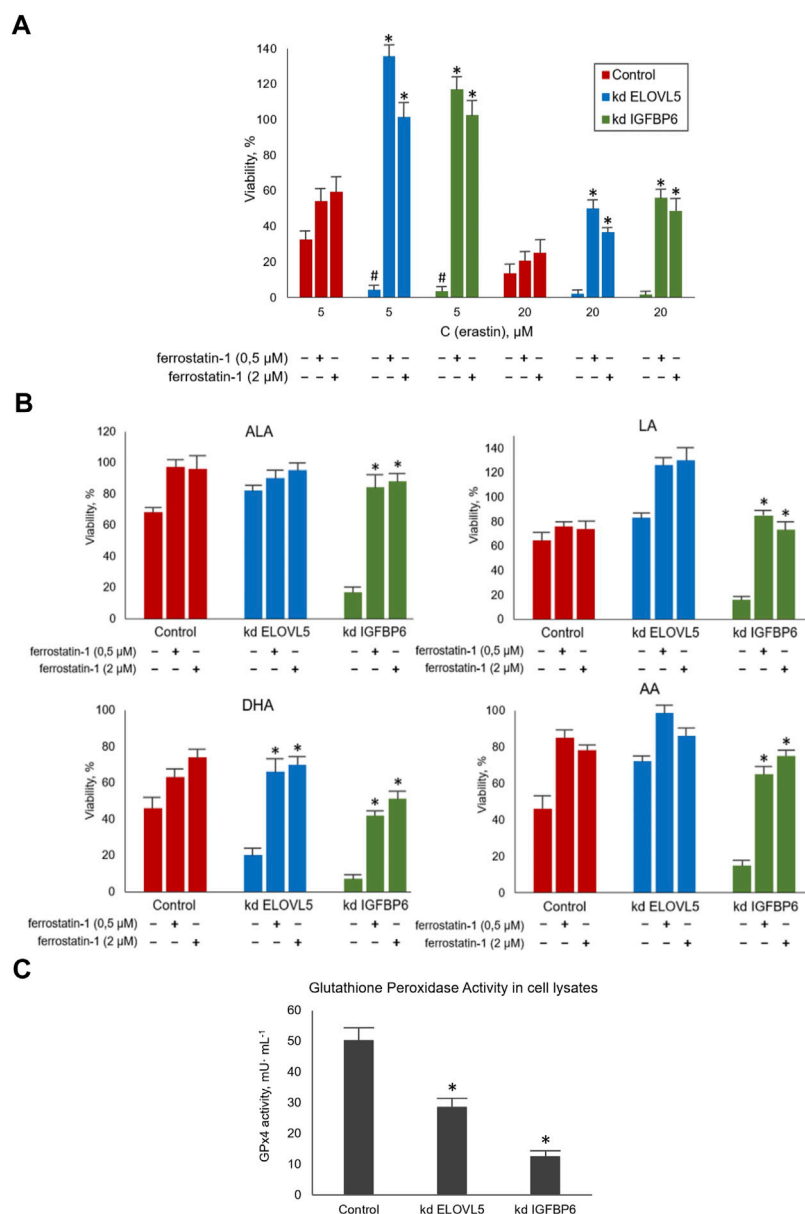 A
140
120
100
80
60
40
20
0
Viability, %
* * * *
# #
* * * *
Control
kd ELOVL5
kd IGFBP6
5 5 5 20 20 20
C (erastin), µM
ferrostatin-1 (0,5 µM) – + – – + – – + – – + – – + – – + –
ferrostatin-1 (2 µM) – – + – – + – – + – – + – – + – – +
B
ALA
120
100
80
60
40
20
0
Viability, %
* *
Control kd ELOVL5 kd IGFBP6
ferrostatin-1 (0,5 µM) – + – – + – – + –
ferrostatin-1 (2 µM) – – + – – + – – +
LA
140
120
100
80
60
40
20
0
Viability, %
* *
Control kd ELOVL5 kd IGFBP6
ferrostatin-1 (0,5 µM) – + – – + – – + –
ferrostatin-1 (2 µM) – – + – – + – – +
DHA
100
80
60
40
20
0
Viability, %
* * * *
Control kd ELOVL5 kd IGFBP6
ferrostatin-1 (0,5 µM) – + – – + – – + –
ferrostatin-1 (2 µM) – – + – – + – – +
AA
100
80
60
40
20
0
Viability, %
* *
Control kd ELOVL5 kd IGFBP6
ferrostatin-1 (0,5 µM) – + – – + – – + –
ferrostatin-1 (2 µM) – – + – – + – – +
C
Glutathione Peroxidase Activity in cell lysates
60
50
40
30
20
10
0
GPx4 activity, mU· mL⁻¹
* *
Control kd ELOVL5 kd IGFBP6